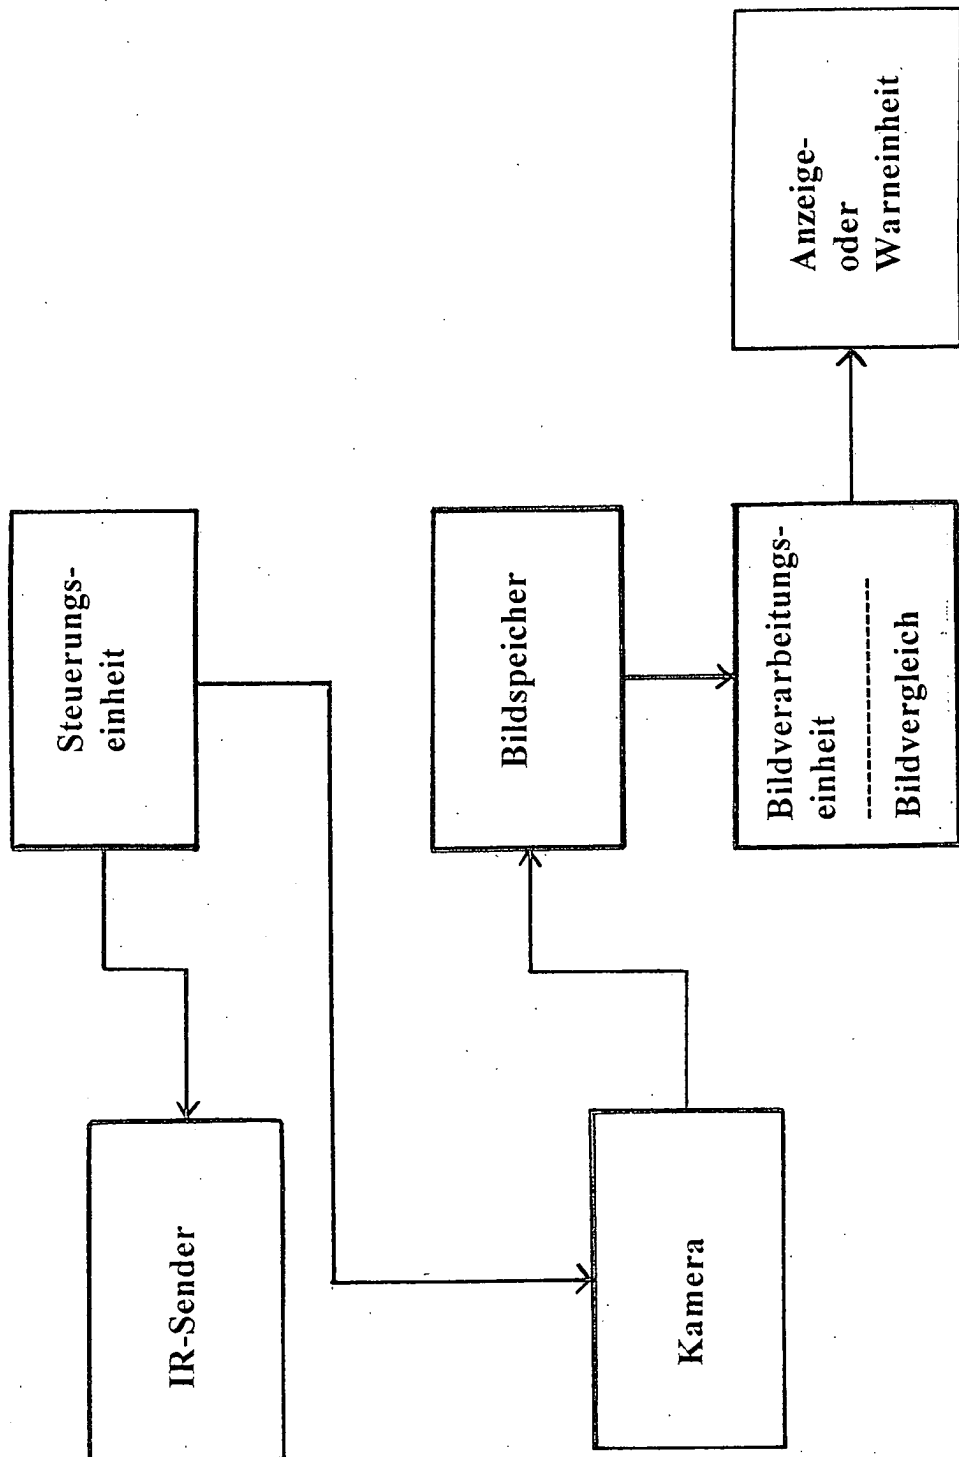 IR-Sender
Steuerungs-
einheit
Kamera
Bildspeicher
Bildverarbeitungs-
einheit
Bildvergleich
Anzeige-
oder
Warneinheit